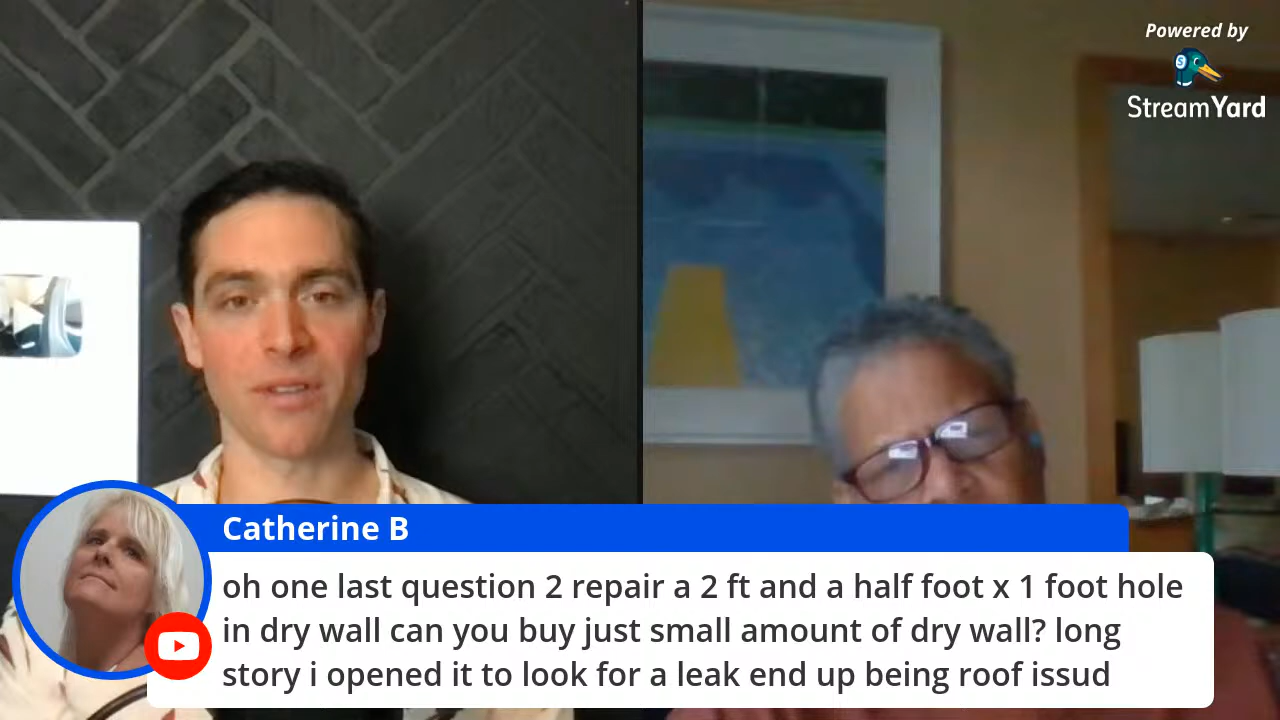 Powered by
StreamYard
Catherine B
oh one last question 2 repair a 2 ft and a half foot x 1 foot hole
in dry wall can you buy just small amount of dry wall? long
story i opened it to look for a leak end up being roof issud